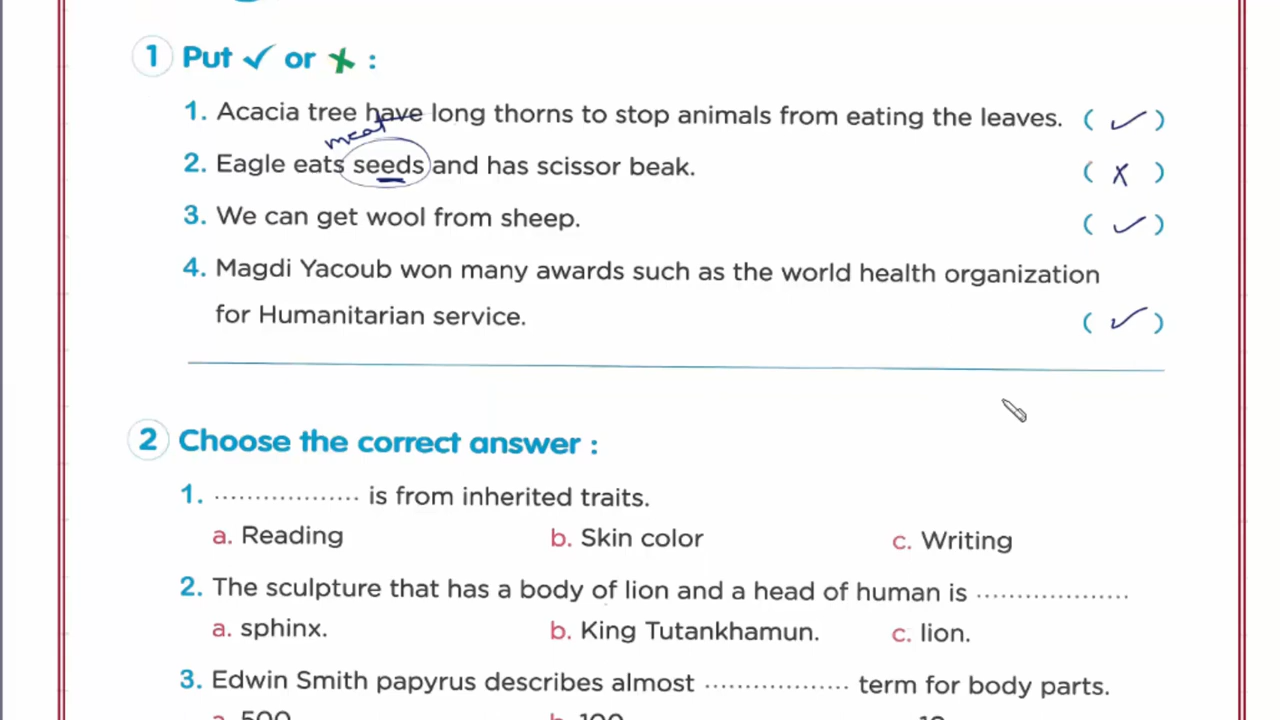 1 Put ✓ or ✗ :
1. Acacia tree have long thorns to stop animals from eating the leaves. ( ✓ )
meat
2. Eagle eats seeds and has scissor beak. ( X )
3. We can get wool from sheep. ( ✓ )
4. Magdi Yacoub won many awards such as the world health organization
for Humanitarian service. ( ✓ )
2 Choose the correct answer :
1. .................. is from inherited traits.
a. Reading b. Skin color c. Writing
2. The sculpture that has a body of lion and a head of human is ...................
a. sphinx. b. King Tutankhamun. c. lion.
3. Edwin Smith papyrus describes almost .................. term for body parts.
a. 500 b. 100